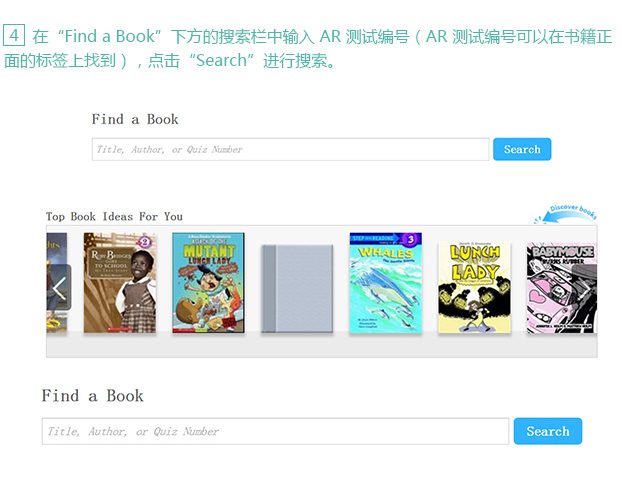 4 在“Find a Book”下方的搜索栏中输入 AR 测试编号（AR 测试编号可以在书籍正
面的标签上找到），点击“Search”进行搜索。
Find a Book
Title, Author, or Quiz Number
Search
Top Book Ideas For You
Discover books
RUBY BRIDGES
GOES
TO SCHOOL
2
MUTANT
LUNCH LADY
STEP INTO READING
3
WHALES
LUNCH
LADY
BABYMOUSE
BURNS RUBBER
Find a Book
Title, Author, or Quiz Number
Search